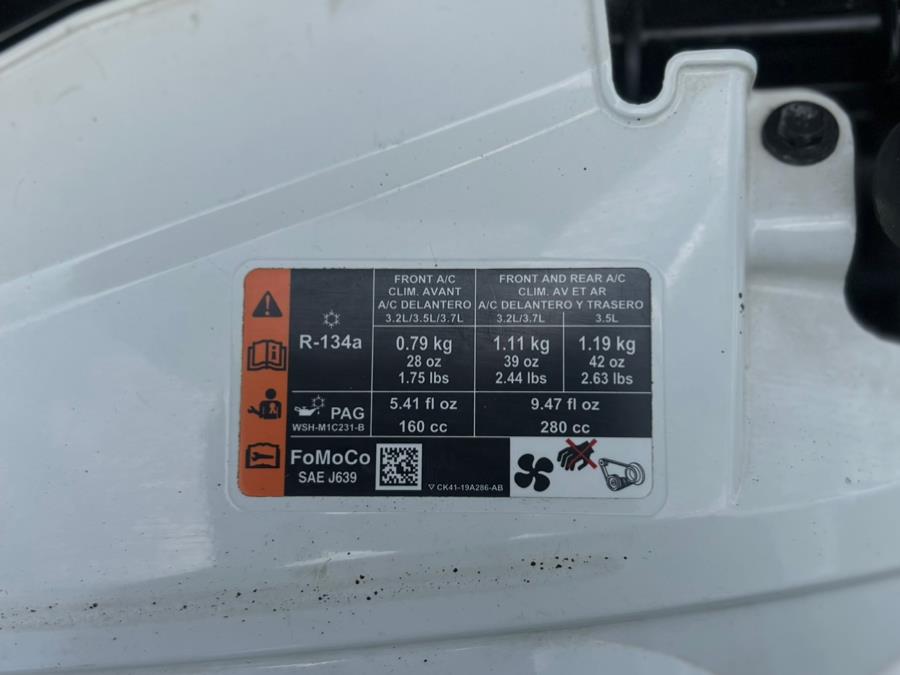 FRONT A/C
CLIM. AVANT
A/C DELANTERO
3.2L/3.5L/3.7L
FRONT AND REAR A/C
CLIM. AV ET AR
A/C DELANTERO Y TRASERO
3.2L/3.7L
3.5L
R-134a
0.79 kg
28 oz
1.75 lbs
1.11 kg
39 oz
2.44 lbs
1.19 kg
42 oz
2.63 lbs
PAG
WSH-M1C231-B
5.41 fl oz
160 cc
9.47 fl oz
280 cc
FoMoCo
SAE J639
CK41-19A286-AB